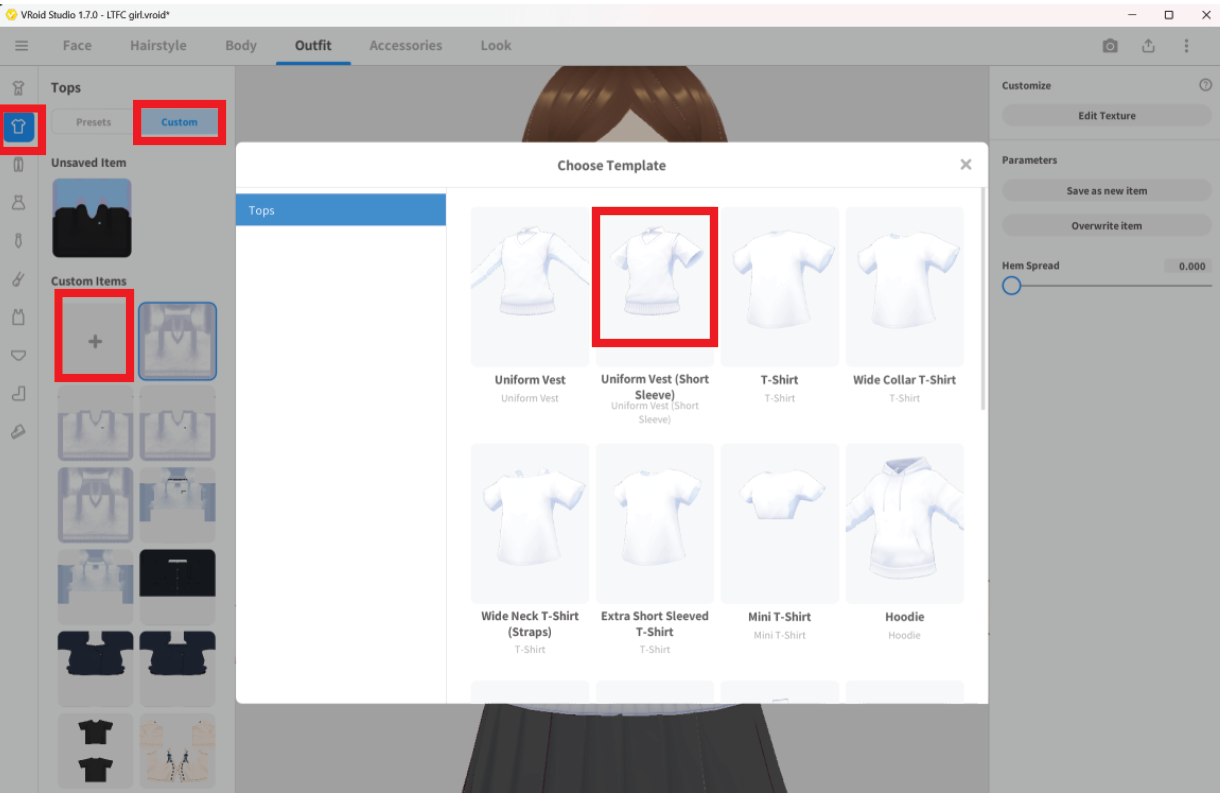 VRoid Studio 1.7.0 - LTFC girl.vroid*
Face Hairstyle Body Outfit Accessories Look
Tops
Presets Custom
Unsaved Item
Custom Items
+
Choose Template
Tops
Uniform Vest
Uniform Vest
Uniform Vest (Short
Sleeve)
Uniform Vest (Short
Sleeve)
T-Shirt
T-Shirt
Wide Collar T-Shirt
T-Shirt
Wide Neck T-Shirt
(Straps)
T-Shirt
Extra Short Sleeved
T-Shirt
T-Shirt
Mini T-Shirt
Mini T-Shirt
Hoodie
Hoodie
Customize
Edit Texture
Parameters
Save as new item
Overwrite item
Hem Spread 0.000